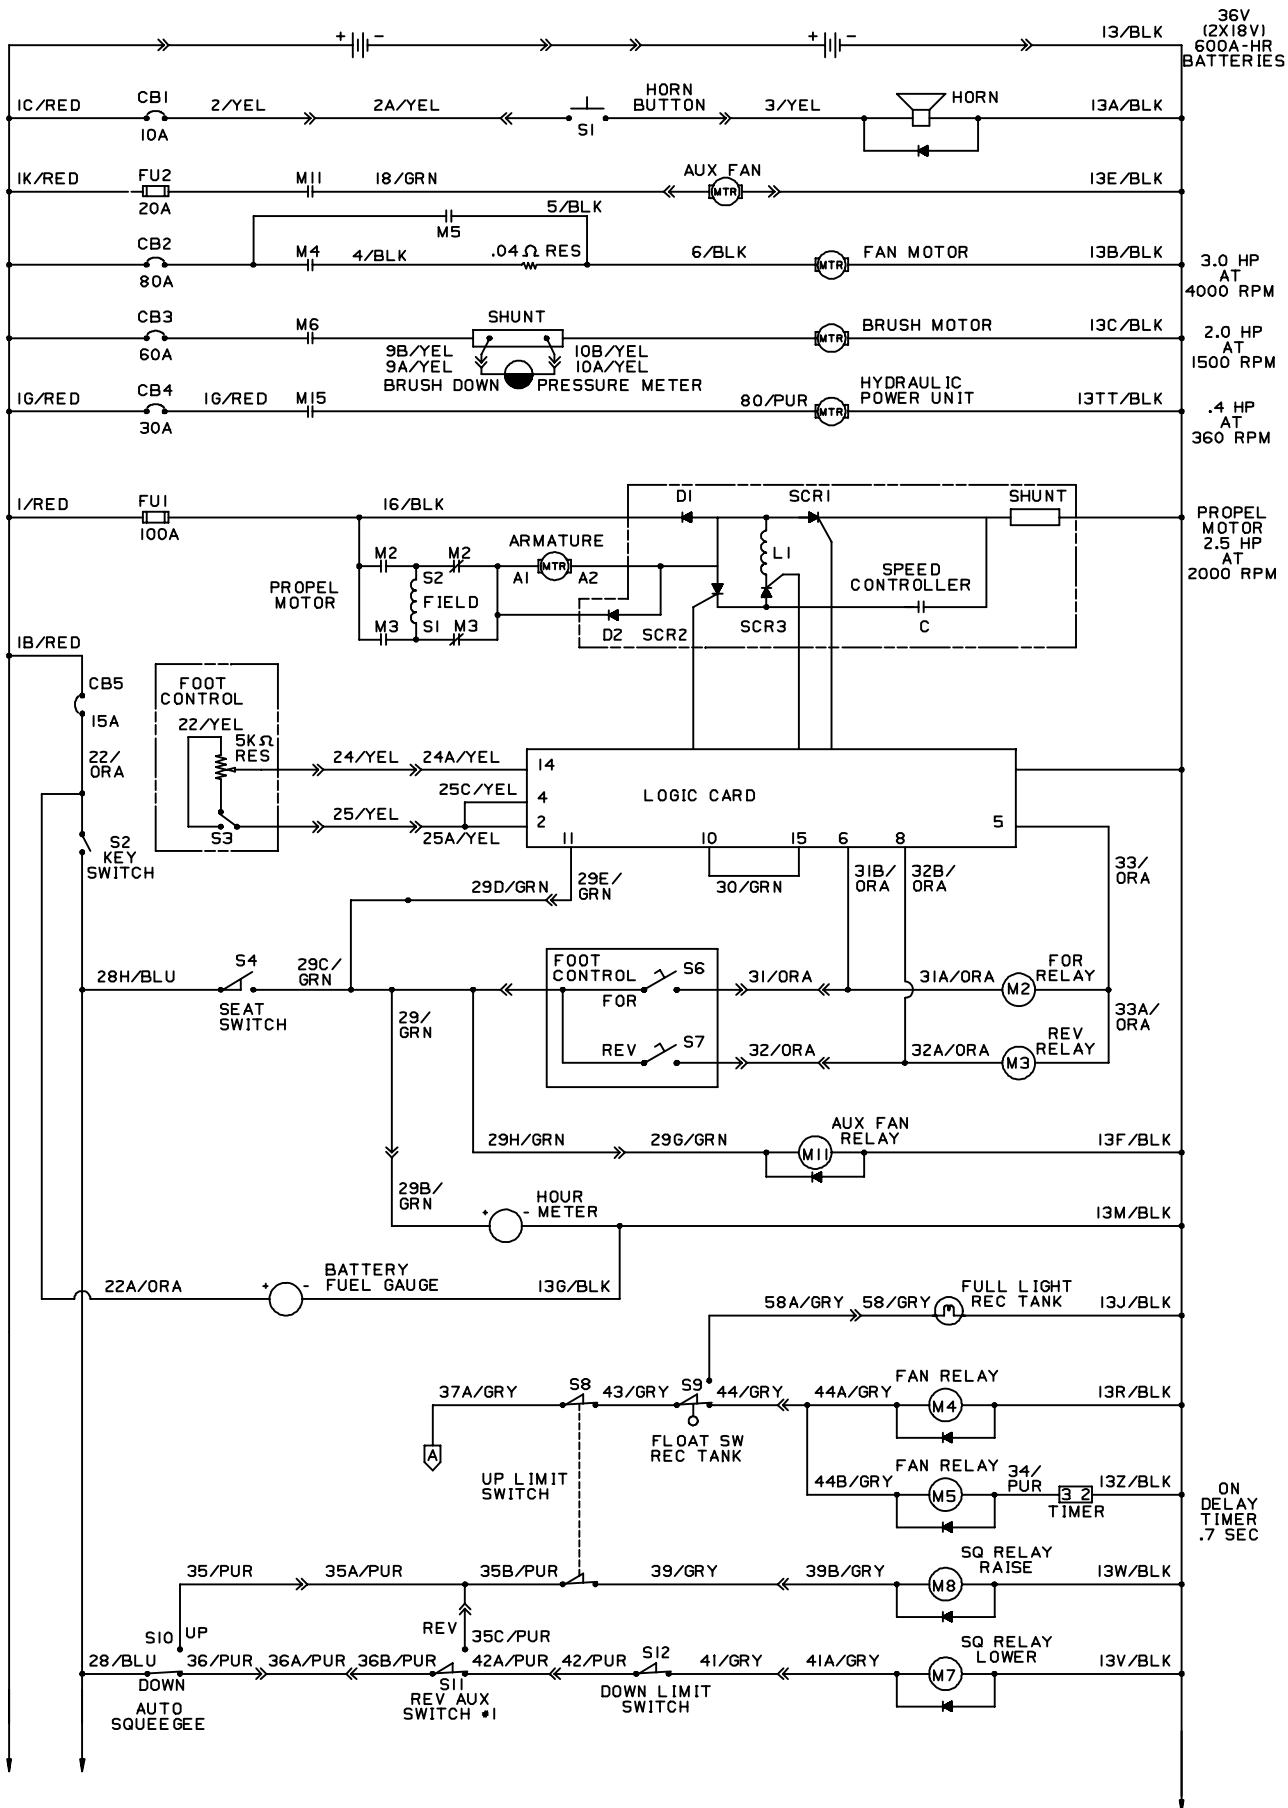 36V
(2X18V)
600A-HR
BATTERIES
+ -
+ -
13/BLK
1C/RED
CB1
10A
2/YEL
2A/YEL
S1
HORN
BUTTON
3/YEL
HORN
13A/BLK
1K/RED
FU2
20A
M11
18/GRN
AUX FAN
MTR
13E/BLK
5/BLK
M5
CB2
80A
M4
4/BLK
.04Ω RES
6/BLK
MTR
FAN MOTOR
13B/BLK
3.0 HP
AT
4000 RPM
CB3
60A
M6
SHUNT
9B/YEL
9A/YEL
10B/YEL
10A/YEL
BRUSH DOWN
PRESSURE METER
MTR
BRUSH MOTOR
13C/BLK
2.0 HP
AT
1500 RPM
1G/RED
CB4
30A
1G/RED
M15
80/PUR
MTR
HYDRAULIC
POWER UNIT
13TT/BLK
.4 HP
AT
360 RPM
1/RED
FU1
100A
16/BLK
D1
SCR1
SHUNT
PROPEL
MOTOR
2.5 HP
AT
2000 RPM
ARMATURE
M2
M2
A1
MTR
A2
L1
SPEED
CONTROLLER
PROPEL
MOTOR
S2
FIELD
S1
M3
M3
D2
SCR2
SCR3
C
1B/RED
CB5
15A
22/
ORA
FOOT
CONTROL
22/YEL
5KΩ
RES
S3
24/YEL
24A/YEL
14
25C/YEL
4
25/YEL
25A/YEL
2
LOGIC CARD
11
10
15
6
8
5
S2
KEY
SWITCH
29D/GRN
29E/
GRN
30/GRN
31B/
ORA
32B/
ORA
33/
ORA
28H/BLU
S4
SEAT
SWITCH
29C/
GRN
FOOT
CONTROL
FOR
S6
31/ORA
31A/ORA
FOR
RELAY
M2
29/
GRN
33A/
ORA
REV
S7
32/ORA
32A/ORA
REV
RELAY
M3
29H/GRN
29G/GRN
AUX FAN
RELAY
M11
13F/BLK
29B/
GRN
+ -
HOUR
METER
13M/BLK
22A/ORA
+ -
BATTERY
FUEL GAUGE
13G/BLK
58A/GRY
58/GRY
FULL LIGHT
REC TANK
13J/BLK
37A/GRY
A
S8
43/GRY
S9
44/GRY
44A/GRY
FAN RELAY
M4
13R/BLK
FLOAT SW
REC TANK
UP LIMIT
SWITCH
44B/GRY
FAN RELAY
M5
34/
PUR
3 2
TIMER
13Z/BLK
ON
DELAY
TIMER
.7 SEC
35/PUR
35A/PUR
35B/PUR
39/GRY
39B/GRY
SQ RELAY
RAISE
M8
13W/BLK
S10
UP
REV
35C/PUR
28/BLU
DOWN
36/PUR
36A/PUR
36B/PUR
S11
42A/PUR
42/PUR
S12
41/GRY
41A/GRY
SQ RELAY
LOWER
M7
13V/BLK
AUTO
SQUEEGEE
REV AUX
SWITCH #1
DOWN LIMIT
SWITCH